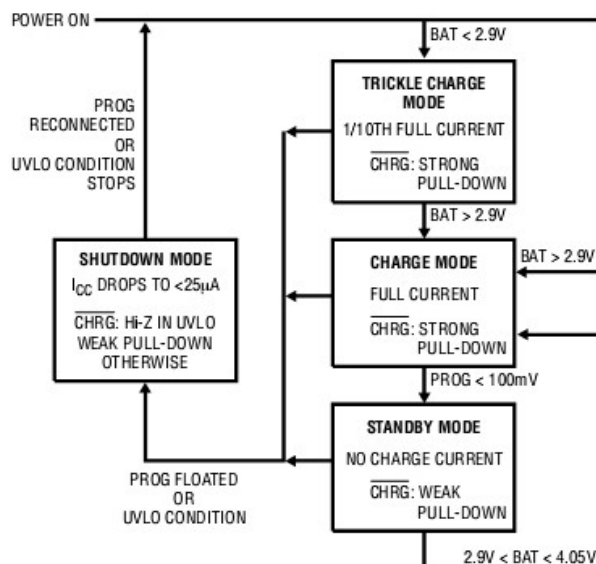 POWER ON
BAT < 2.9V
TRICKLE CHARGE
MODE
1/10TH FULL CURRENT
CHRG: STRONG
PULL-DOWN
PROG
RECONNECTED
OR
UVLO CONDITION
STOPS
BAT > 2.9V
SHUTDOWN MODE
ICC DROPS TO <25µA
CHRG: Hi-Z IN UVLO
WEAK PULL-DOWN
OTHERWISE
CHARGE MODE
FULL CURRENT
CHRG: STRONG
PULL-DOWN
BAT > 2.9V
PROG < 100mV
STANDBY MODE
NO CHARGE CURRENT
CHRG: WEAK
PULL-DOWN
PROG FLOATED
OR
UVLO CONDITION
2.9V < BAT < 4.05V